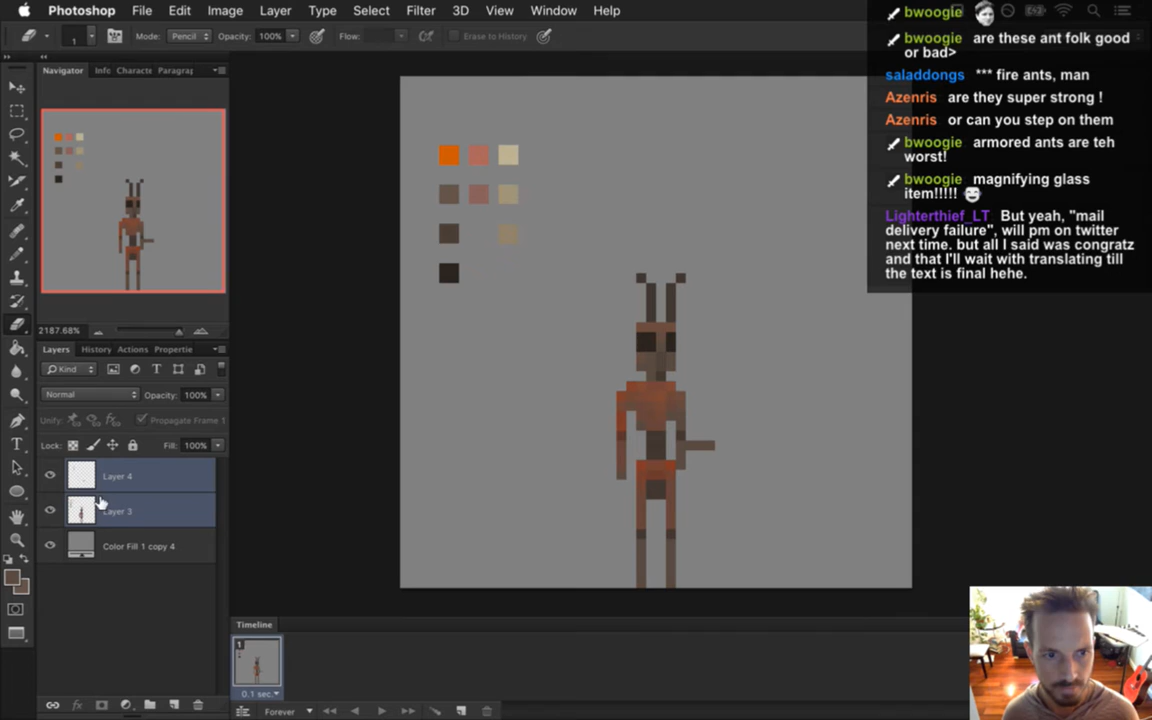 Photoshop File Edit Image Layer Type Select Filter 3D View Window Help
1 Mode: Pencil Opacity: 100% Flow: Erase to History
Navigator Info Characte Paragraj
2187.68%
Layers History Actions Propertie
Kind
Normal Opacity: 100%
Unify: Propagate Frame 1
Lock: Fill: 100%
Layer 4
Layer 3
Color Fill 1 copy 4
Timeline
1
0.1 sec.
Forever
bwoogie
bwoogie are these ant folk good
or bad>
saladdongs *** fire ants, man
Azenris are they super strong !
Azenris or can you step on them
bwoogie armored ants are teh
worst!
bwoogie magnifying glass
item!!!!!
Lighterthief_LT But yeah, "mail
delivery failure", will pm on twitter
next time. but all I said was congratz
and that I'll wait with translating till
the text is final hehe.